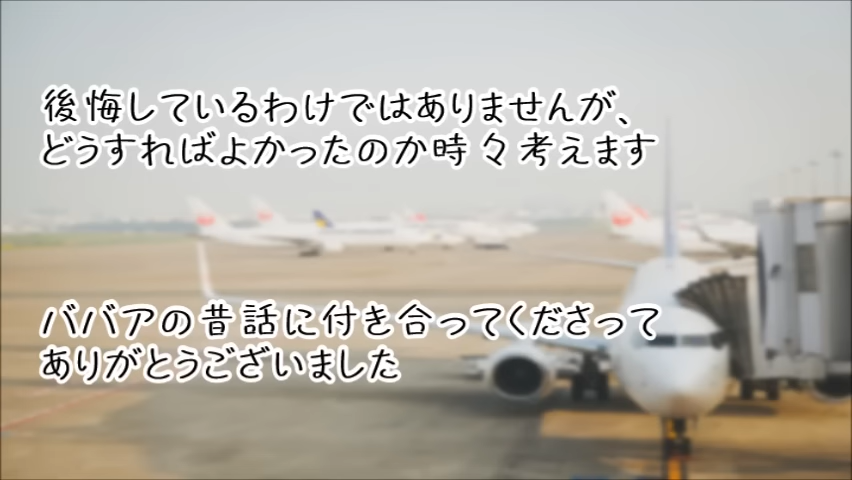 後悔しているわけではありませんが、
どうすればよかったのか時々考えます
ババアの昔話に付き合ってくださって
ありがとうございました